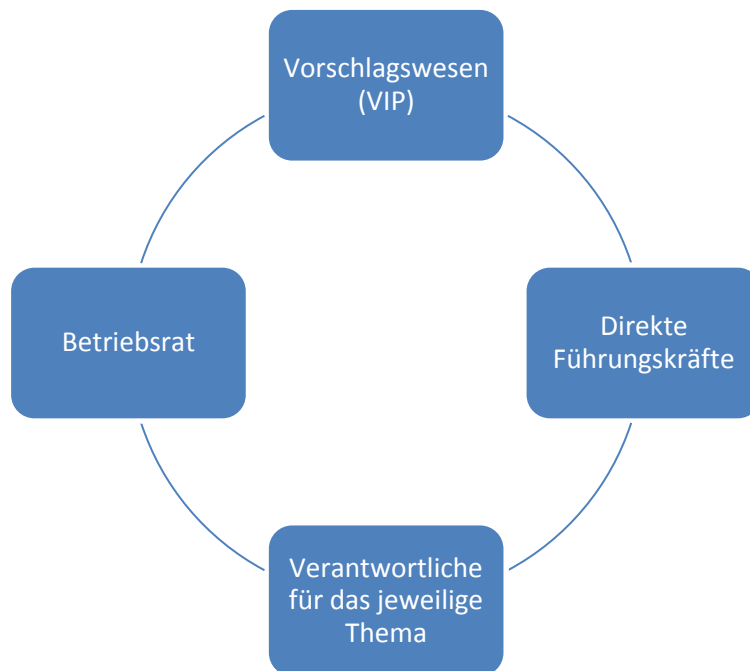 Vorschlagswesen
(VIP)
Direkte
Führungskräfte
Verantwortliche
für das jeweilige
Thema
Betriebsrat